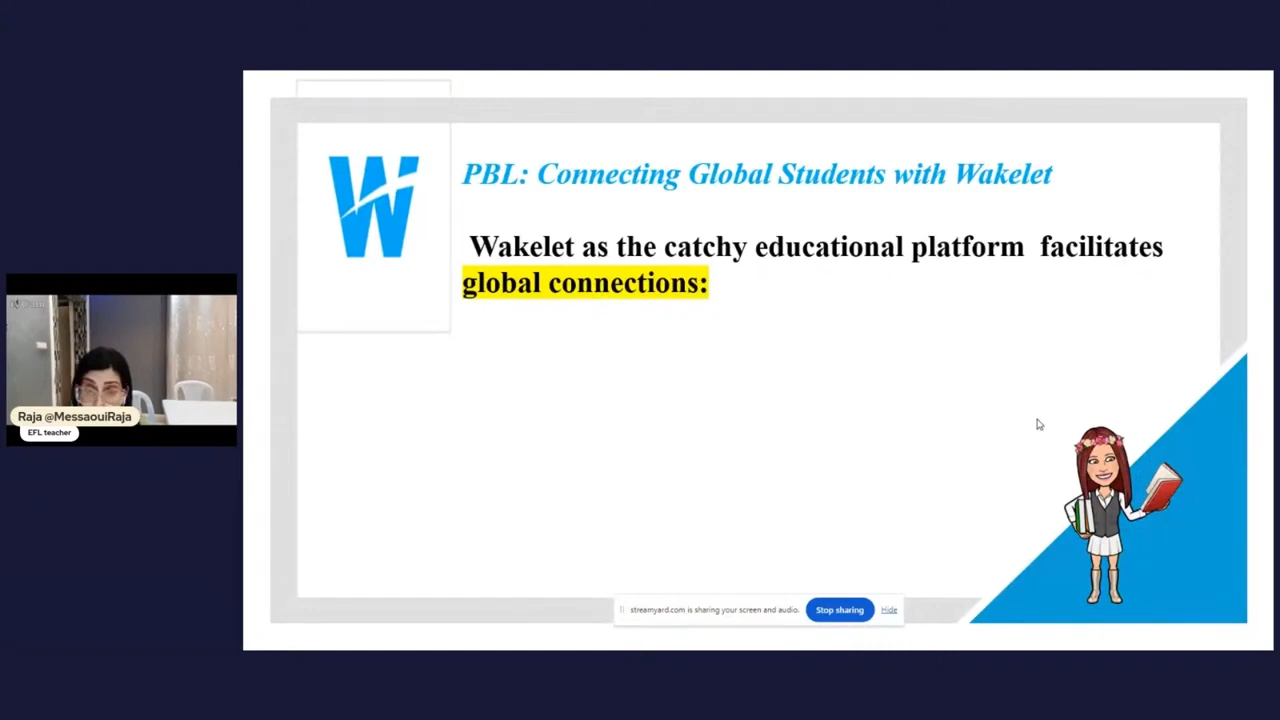 PBL: Connecting Global Students with Wakelet
Wakelet as the catchy educational platform facilitates
global connections:
Raja @MessaouiRaja
EFL teacher
streamyard.com is sharing your screen and audio.
Stop sharing
Hide